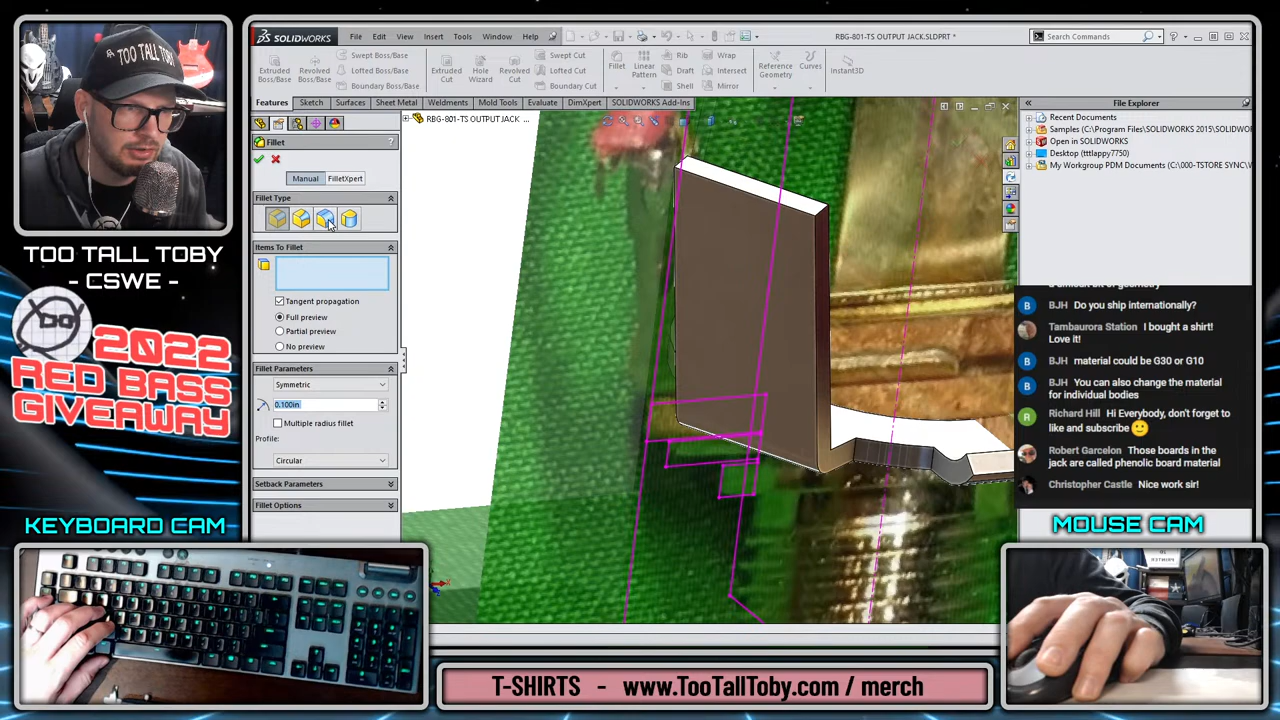 TOO TALL TOBY
TOO TALL TOBY
- CSWE -
2022
RED BASS
GIVEAWAY
KEYBOARD CAM
SOLIDWORKS
File Edit View Insert Tools Window Help
RBG-801-TS OUTPUT JACK.SLDPRT *
Search Commands
Extruded Boss/Base
Revolved Boss/Base
Swept Boss/Base
Lofted Boss/Base
Boundary Boss/Base
Extruded Cut
Hole Wizard
Revolved Cut
Swept Cut
Lofted Cut
Boundary Cut
Fillet
Linear Pattern
Rib
Draft
Shell
Wrap
Intersect
Mirror
Reference Geometry
Curves
Instant3D
Features Sketch Surfaces Sheet Metal Weldments Mold Tools Evaluate DimXpert SOLIDWORKS Add-Ins
RBG-801-TS OUTPUT JACK ...
Fillet
?
Manual FilletXpert
Fillet Type
Items To Fillet
Tangent propagation
Full preview
Partial preview
No preview
Fillet Parameters
Symmetric
0.100in
Multiple radius fillet
Profile:
Circular
Setback Parameters
Fillet Options
File Explorer
Recent Documents
Samples (C:\Program Files\SOLIDWORKS 2015\SOLIDWO
Open in SOLIDWORKS
Desktop (tttlappy7750)
My Workgroup PDM Documents (C:\000-TSTORE SYNC\W
B BJH Do you ship internationally?
Tambaurora Station I bought a shirt!
Love it!
B BJH material could be G30 or G10
B BJH You can also change the
material for individual bodies
R Richard Hill Hi Everybody, don't forget to
like and subscribe 🙂
Robert Garcelon Those boards in the
jack are called phenolic board material
Christopher Castle Nice work sir!
MOUSE CAM
T-SHIRTS - www.TooTallToby.com / merch